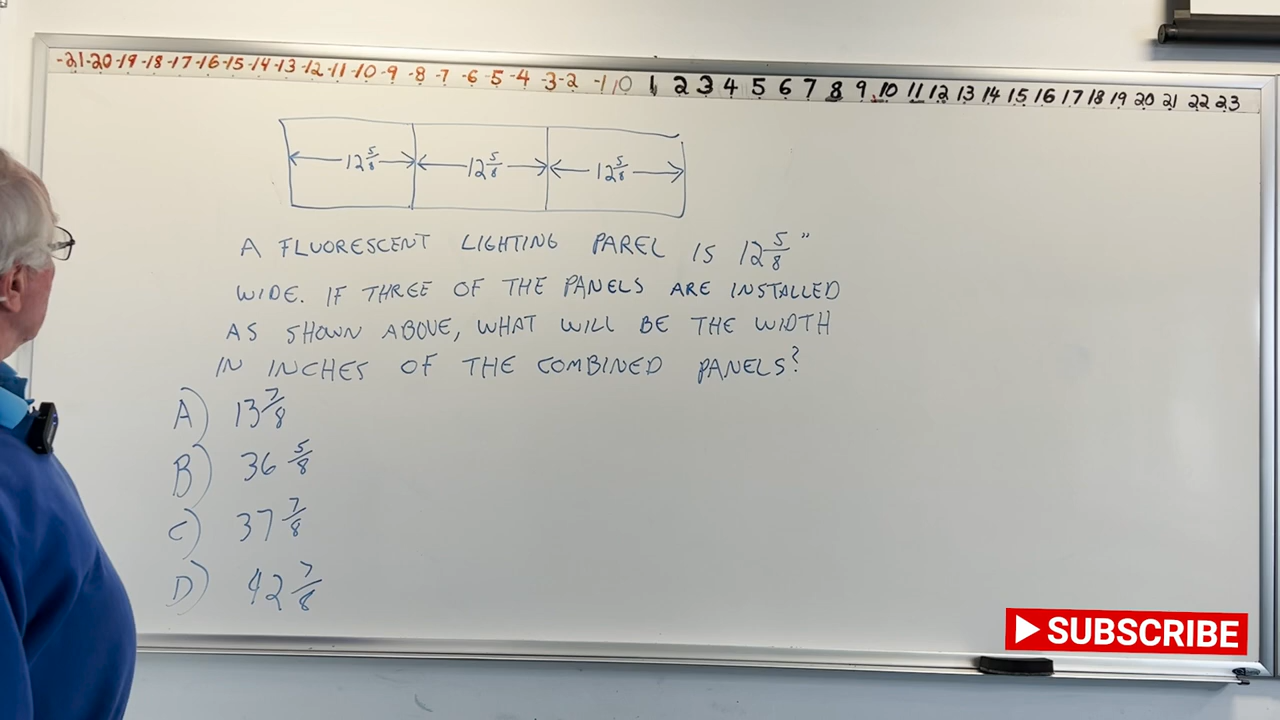 -21 -20 -19 -18 -17 -16 -15 -14 -13 -12 -11 -10 -9 -8 -7 -6 -5 -4 -3 -2 -1 0 1 2 3 4 5 6 7 8 9 10 11 12 13 14 15 16 17 18 19 20 21 22 23
12 5/8 12 5/8 12 5/8
A FLUORESCENT LIGHTING PAREL IS 12 5/8"
WIDE. IF THREE OF THE PANELS ARE INSTALLED
AS SHOWN ABOVE, WHAT WILL BE THE WIDTH
IN INCHES OF THE COMBINED PANELS?
A) 13 7/8
B) 36 5/8
C) 37 7/8
D) 42 7/8
SUBSCRIBE